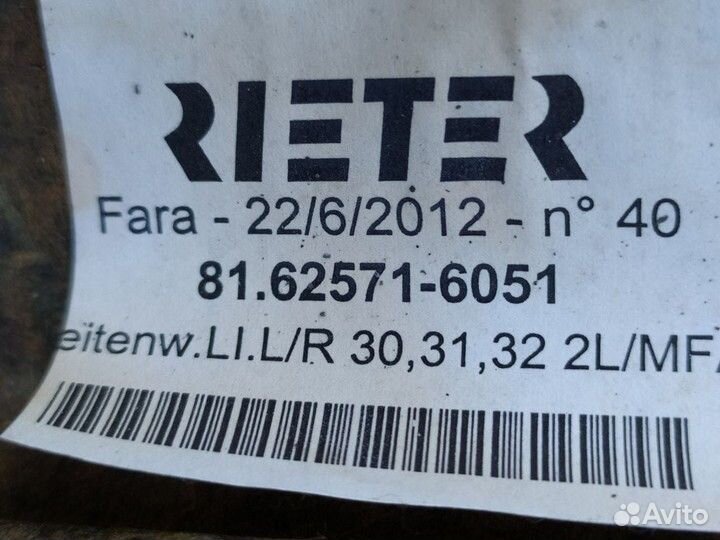 RIETER
Fara - 22/6/2012 - n° 40
81.62571-6051
eitenw.LI.L/R 30,31,32 2L/MF
Avito